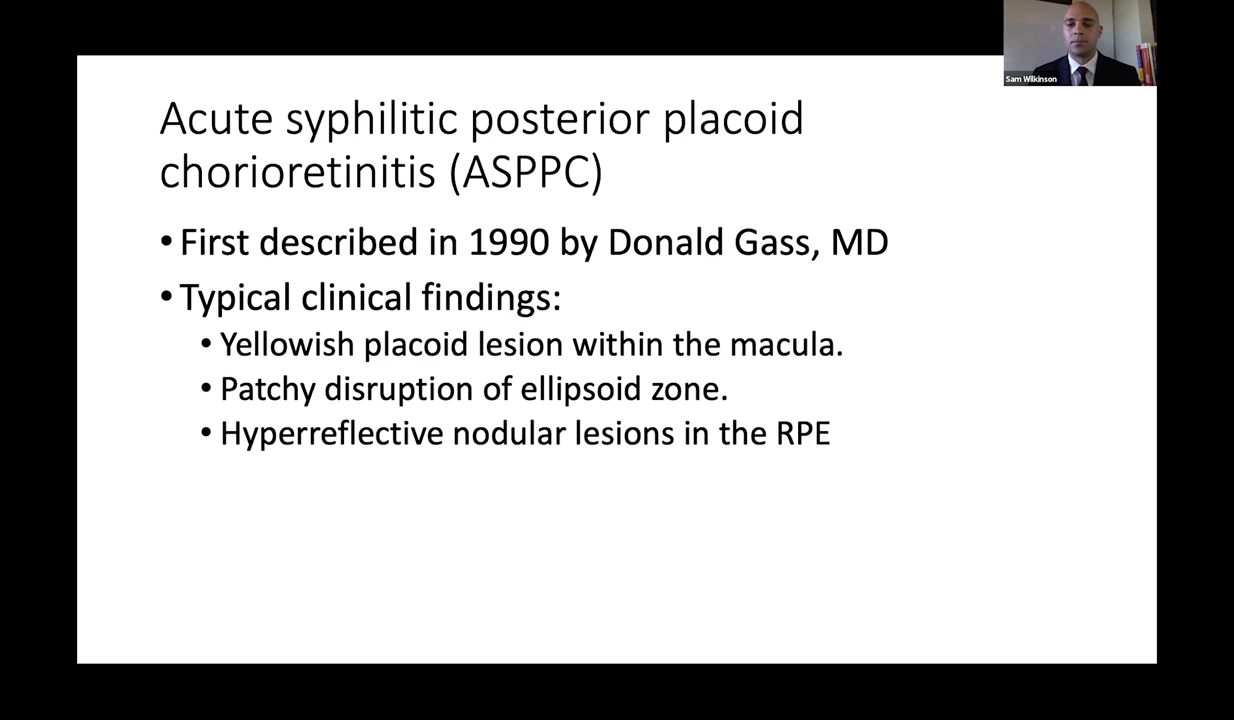 Sam Wilkinson
Acute syphilitic posterior placoid
chorioretinitis (ASPPC)
• First described in 1990 by Donald Gass, MD
• Typical clinical findings:
• Yellowish placoid lesion within the macula.
• Patchy disruption of ellipsoid zone.
• Hyperreflective nodular lesions in the RPE